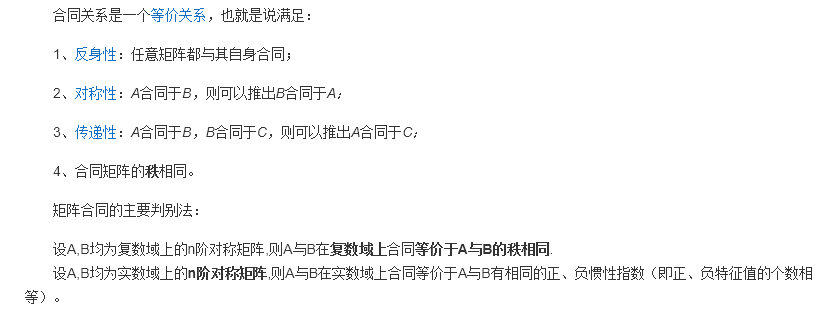 合同关系是一个等价关系，也就是说满足：
1、反身性：任意矩阵都与其自身合同；
2、对称性：A合同于B，则可以推出B合同于A；
3、传递性：A合同于B，B合同于C，则可以推出A合同于C；
4、合同矩阵的秩相同。
矩阵合同的主要判别法：
设A,B均为复数域上的n阶对称矩阵,则A与B在复数域上合同等价于A与B的秩相同.
设A,B均为实数域上的n阶对称矩阵,则A与B在实数域上合同等价于A与B有相同的正、负惯性指数（即正、负特征值的个数相
等）。